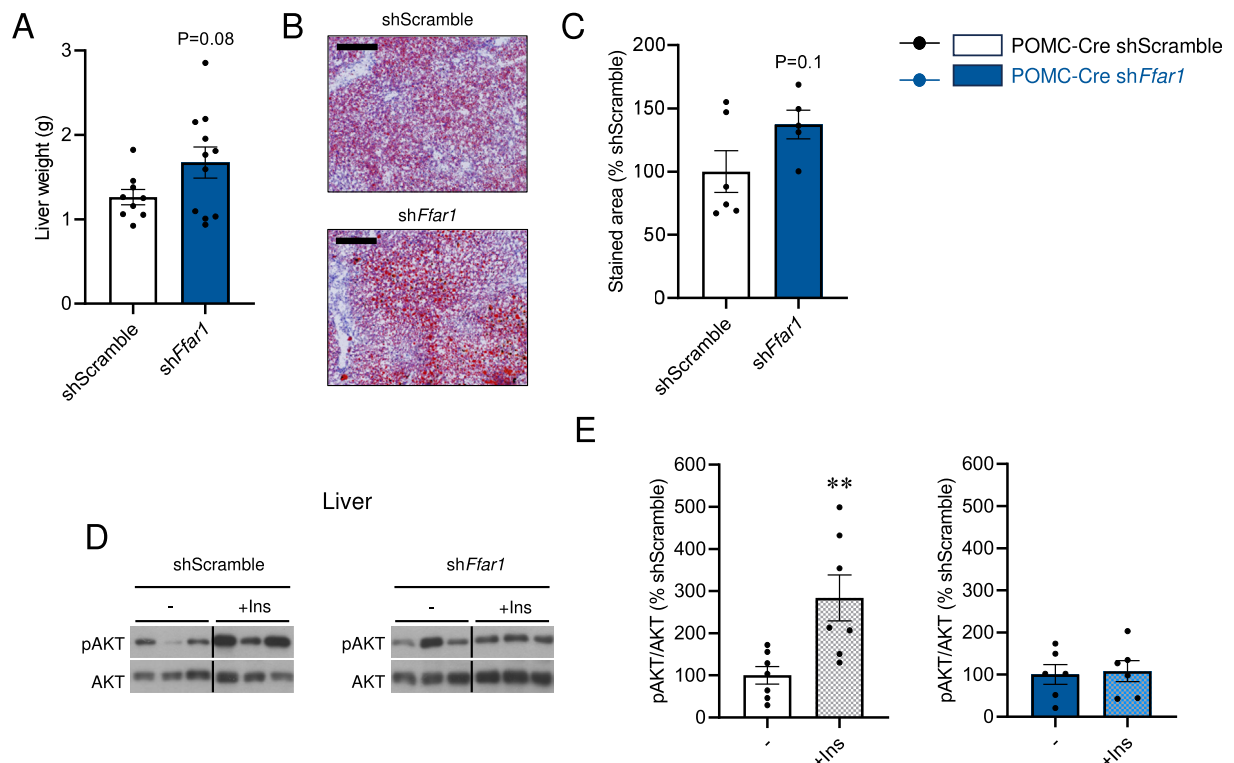 A
P=0.08
Liver weight (g)
3
2
1
0
shScramble
shFfar1
B
shScramble
shFfar1
C
P=0.1
Stained area (% shScramble)
200
150
100
50
0
shScramble
shFfar1
POMC-Cre shScramble
POMC-Cre shFfar1
Liver
D
shScramble
- +Ins
pAKT
AKT
shFfar1
- +Ins
pAKT
AKT
E
**
pAKT/AKT (% shScramble)
600
500
400
300
200
100
0
- +Ins
pAKT/AKT (% shScramble)
600
500
400
300
200
100
0
- +Ins